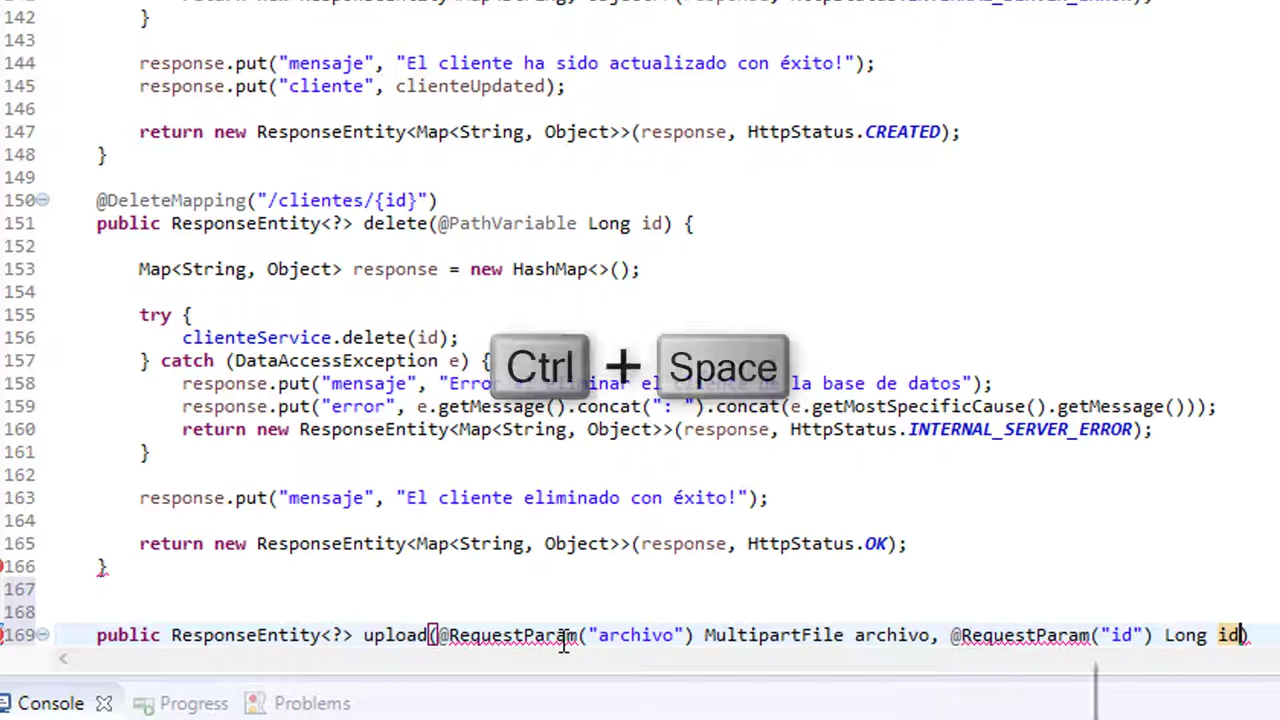 142 }
143
144 response.put("mensaje", "El cliente ha sido actualizado con éxito!");
145 response.put("cliente", clienteUpdated);
146
147 return new ResponseEntity<Map<String, Object>>(response, HttpStatus.CREATED);
148 }
149
150 @DeleteMapping("/clientes/{id}")
151 public ResponseEntity<?> delete(@PathVariable Long id) {
152
153 Map<String, Object> response = new HashMap<>();
154
155 try {
156 clienteService.delete(id);
157 } catch (DataAccessException e) {
158 response.put("mensaje", "Error eliminar el de la base de datos");
159 response.put("error", e.getMessage().concat(": ").concat(e.getMostSpecificCause().getMessage()));
160 return new ResponseEntity<Map<String, Object>>(response, HttpStatus.INTERNAL_SERVER_ERROR);
161 }
162
163 response.put("mensaje", "El cliente eliminado con éxito!");
164
165 return new ResponseEntity<Map<String, Object>>(response, HttpStatus.OK);
166 }
167
168
169 public ResponseEntity<?> upload(@RequestParam("archivo") MultipartFile archivo, @RequestParam("id") Long id)
Ctrl + Space
Console Progress Problems